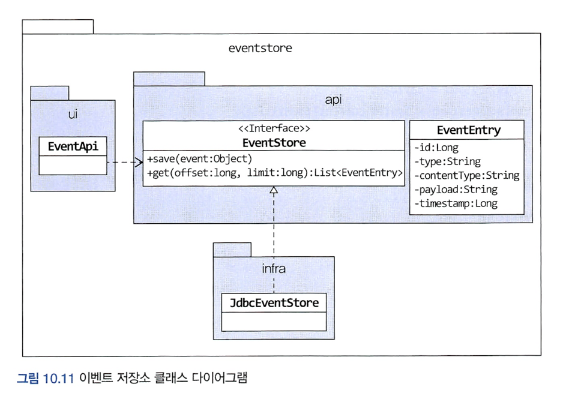 eventstore
ui
EventApi
api
<<Interface>>
EventStore
+save(event:Object)
+get(offset:long, limit:long):List<EventEntry>
EventEntry
-id:Long
-type:String
-contentType:String
-payload:String
-timestamp:Long
infra
JdbcEventStore
그림 10.11 이벤트 저장소 클래스 다이어그램